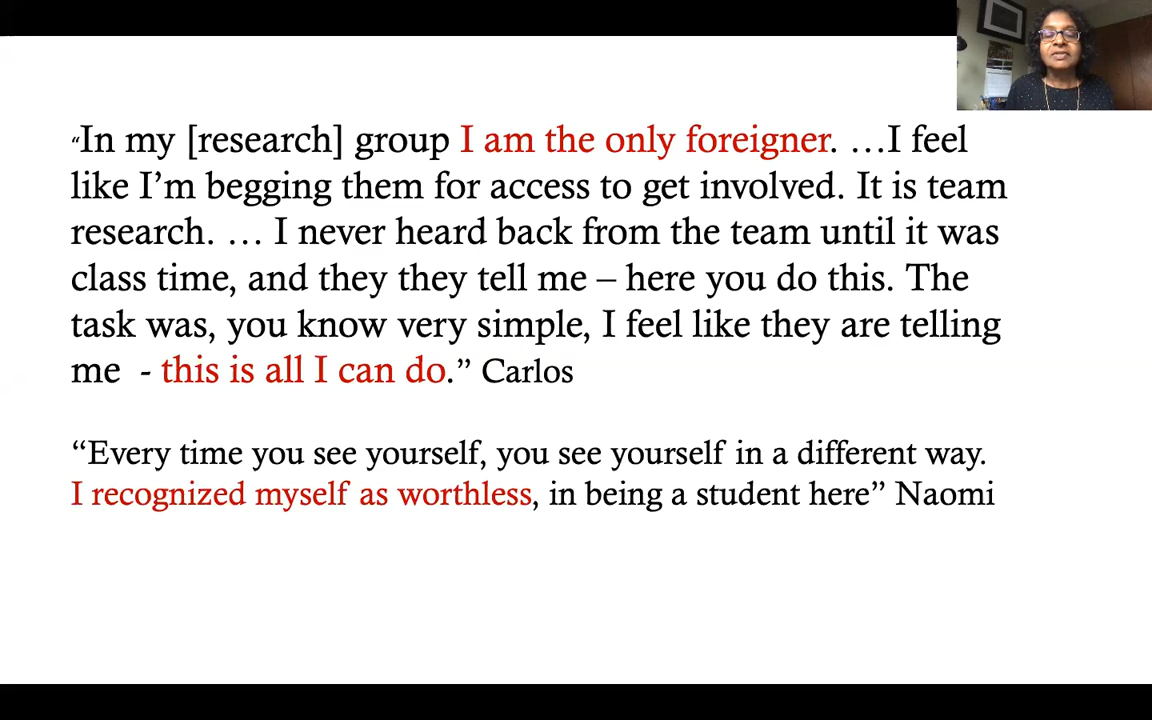 “In my [research] group I am the only foreigner. …I feel
like I’m begging them for access to get involved. It is team
research. … I never heard back from the team until it was
class time, and they they tell me – here you do this. The
task was, you know very simple, I feel like they are telling
me - this is all I can do.” Carlos
“Every time you see yourself, you see yourself in a different way.
I recognized myself as worthless, in being a student here” Naomi